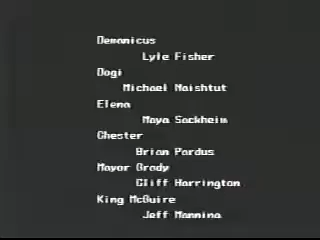 Demonicus
Lyle Fisher
Dogi
Michael Naishtut
Elena
Maya Sackheim
Chester
Brian Pardus
Mayor Grady
Cliff Harrington
King McGuire
Jeff Mannino